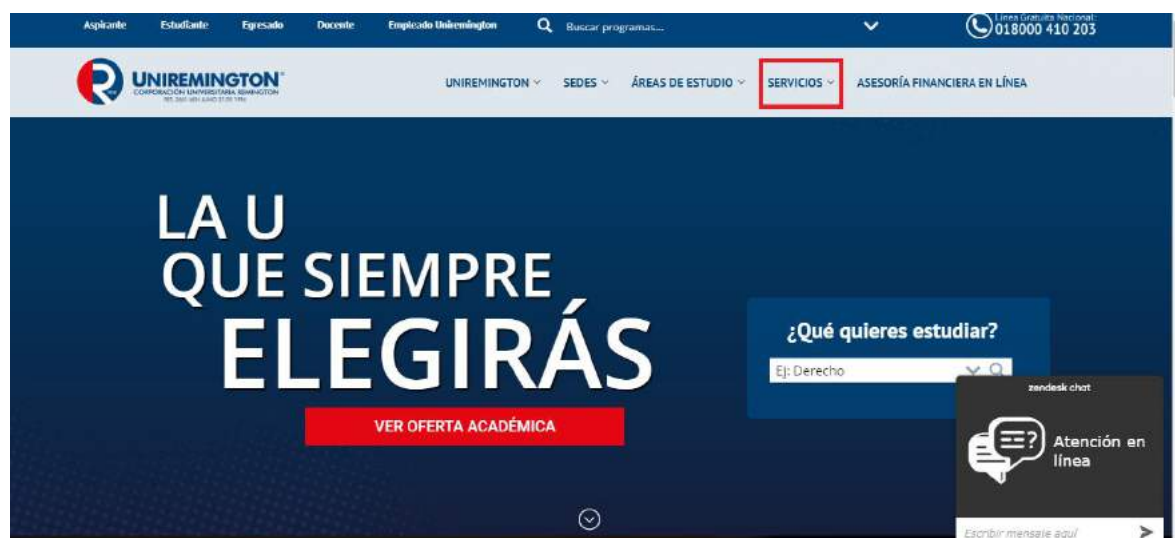 Aspirante Estudiante Egresado Docente Empleado Uniremington Buscar programas... Línea Gratuita Nacional:
018000 410 203
UNIREMINGTON®
CORPORACIÓN UNIVERSITARIA REMINGTON
UNIREMINGTON SEDES ÁREAS DE ESTUDIO SERVICIOS ASESORÍA FINANCIERA EN LÍNEA
LA U
QUE SIEMPRE
ELEGIRÁS
VER OFERTA ACADÉMICA
¿Qué quieres estudiar?
Ej: Derecho
zendesk chat
Atención en
línea
Escribir mensaje aquí